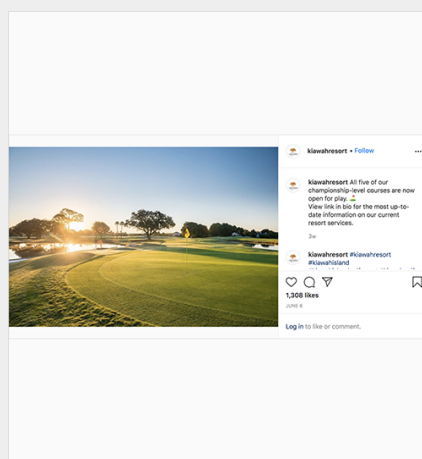 kiawahresort • Follow
kiawahresort All five of our
championship-level courses are now
open for play. ⛳
View link in bio for the most up-to-
date information on our current
resort services.
3w
kiawahresort #kiawahresort
#kiawahisland
1,308 likes
JUNE 6
Log in to like or comment.